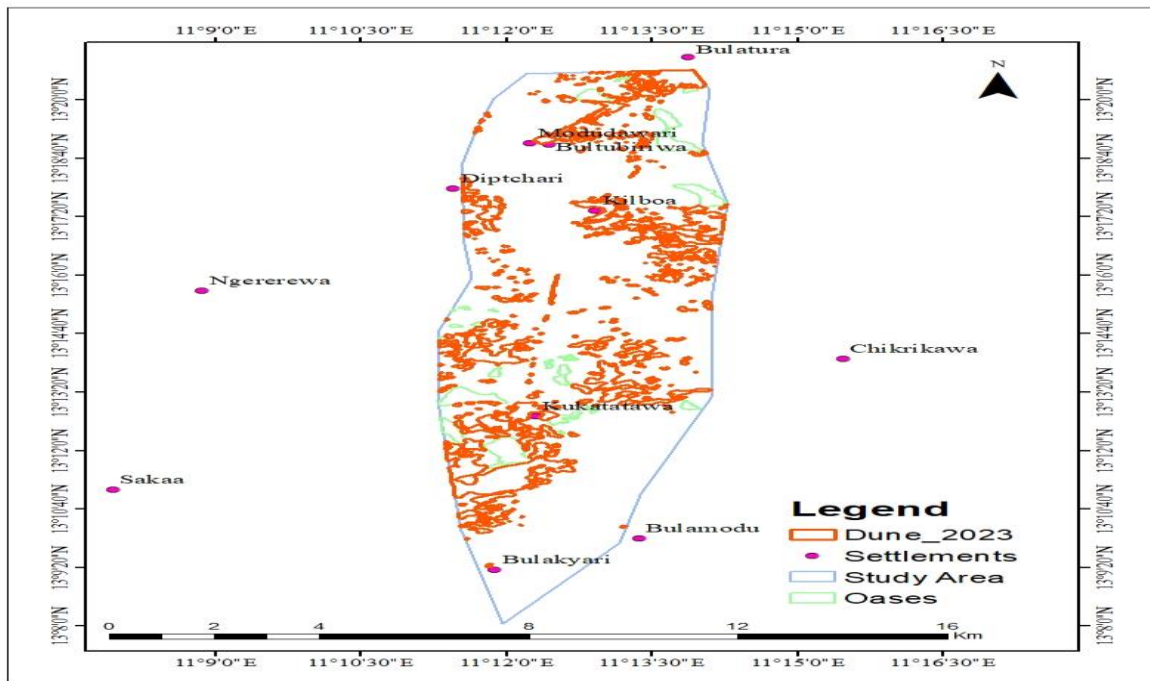 11°9'0"E 11°10'30"E 11°12'0"E 11°13'30"E 11°15'0"E 11°16'30"E
Bulatura
N
13°20'0"N 13°20'0"N
Modudawari
Bultubiriwa
13°18'40"N 13°18'40"N
Diptchari
Kilboa
13°17'20"N 13°17'20"N
13°16'0"N 13°16'0"N
Ngererewa
13°14'40"N 13°14'40"N
Chikrikawa
13°13'20"N 13°13'20"N
Kukatatawa
13°12'0"N 13°12'0"N
Sakaa
13°10'40"N 13°10'40"N
Legend
Dune_2023
Bulamodu
Settlements
Bulakyari
13°9'20"N 13°9'20"N
Study Area
Oases
13°8'0"N 13°8'0"N
0 2 4 8 12 16
Km
11°9'0"E 11°10'30"E 11°12'0"E 11°13'30"E 11°15'0"E 11°16'30"E